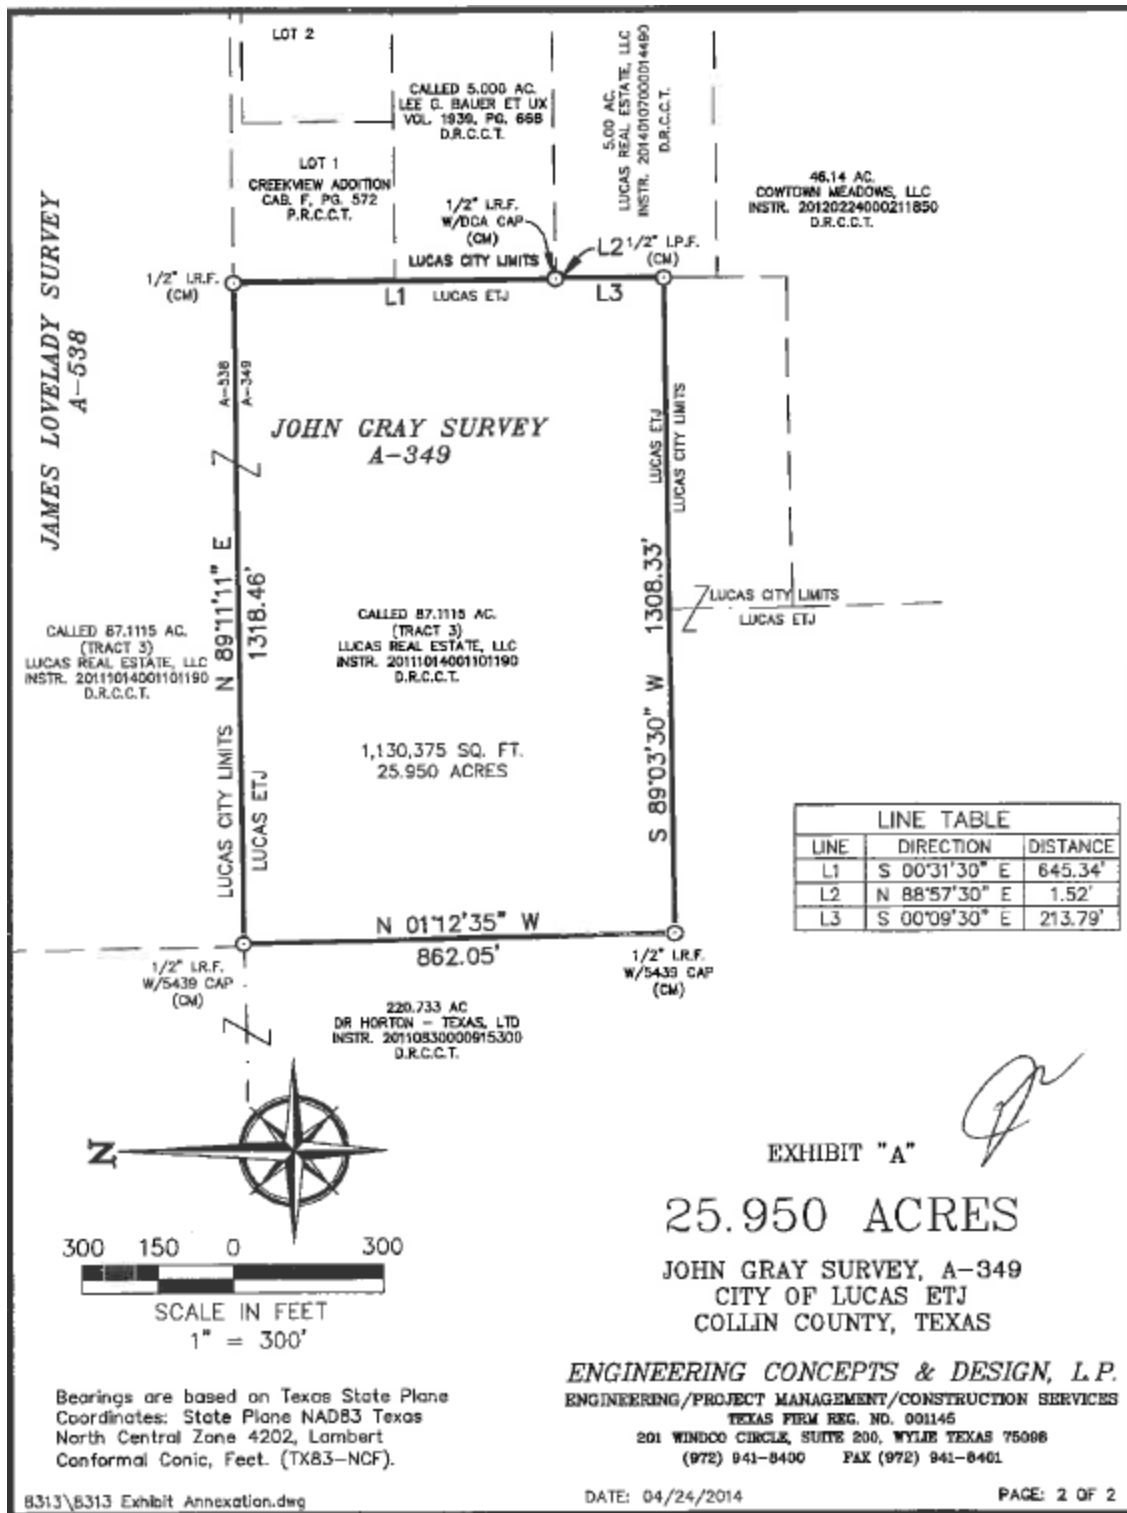 LOT 2
CALLED 5.000 AC.
LEE G. BAUER ET UX
VOL. 1939, PG. 668
D.R.C.C.T.
5.00 AC.
LUCAS REAL ESTATE, LLC
INSTR. 20140107000014490
D.R.C.C.T.
LOT 1
CREEKVIEW ADDITION
CAB. F, PG. 572
P.R.C.C.T.
46.14 AC.
COWTOWN MEADOWS, LLC
INSTR. 20120224000211850
D.R.C.C.T.
1/2" I.R.F.
W/DCA CAP
(CM)
L2
1/2" I.P.F.
(CM)
LUCAS CITY LIMITS
1/2" I.R.F.
(CM)
L1
LUCAS ETJ
L3
JAMES LOVELADY SURVEY
A-538
A-538
A-349
JOHN GRAY SURVEY
A-349
LUCAS ETJ
LUCAS CITY LIMITS
N 89°11'11" E
1318.46'
S 89°03'30" W 1308.33'
LUCAS CITY LIMITS
LUCAS ETJ
CALLED 87.1115 AC.
(TRACT 3)
LUCAS REAL ESTATE, LLC
INSTR. 20111014001101190
D.R.C.C.T.
CALLED 87.1115 AC.
(TRACT 3)
LUCAS REAL ESTATE, LLC
INSTR. 20111014001101190
D.R.C.C.T.
LUCAS CITY LIMITS
LUCAS ETJ
1,130,375 SQ. FT.
25.950 ACRES
LINE TABLE
LINE DIRECTION DISTANCE
L1 S 00°31'30" E 645.34'
L2 N 88°57'30" E 1.52'
L3 S 00°09'30" E 213.79'
N 01°12'35" W
862.05'
1/2" I.R.F.
W/5439 CAP
(CM)
1/2" I.R.F.
W/5439 CAP
(CM)
220.733 AC
DR HORTON - TEXAS, LTD
INSTR. 20110830000915300
D.R.C.C.T.
N
EXHIBIT "A"
25.950 ACRES
300 150 0 300
SCALE IN FEET
1" = 300'
JOHN GRAY SURVEY, A-349
CITY OF LUCAS ETJ
COLLIN COUNTY, TEXAS
ENGINEERING CONCEPTS & DESIGN, L.P.
ENGINEERING/PROJECT MANAGEMENT/CONSTRUCTION SERVICES
TEXAS FIRM REG. NO. 001145
201 WINDCO CIRCLE, SUITE 200, WYLIE TEXAS 75098
(972) 941-8400 FAX (972) 941-8401
Bearings are based on Texas State Plane
Coordinates: State Plane NAD83 Texas
North Central Zone 4202, Lambert
Conformal Conic, Feet. (TX83-NCF).
8313\8313 Exhibit Annexation.dwg
DATE: 04/24/2014
PAGE: 2 OF 2